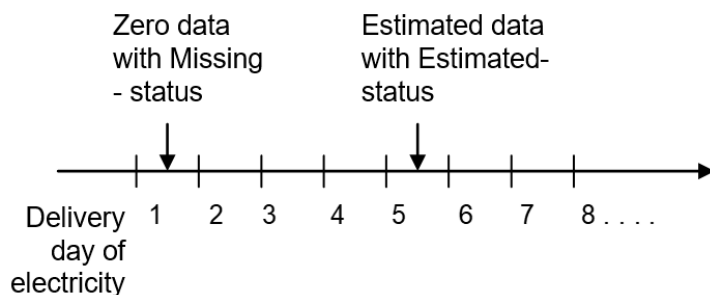 Zero data
with Missing
- status
Estimated data
with Estimated-
status
1 2 3 4 5 6 7 8 . . . .
Delivery
day of
electricity